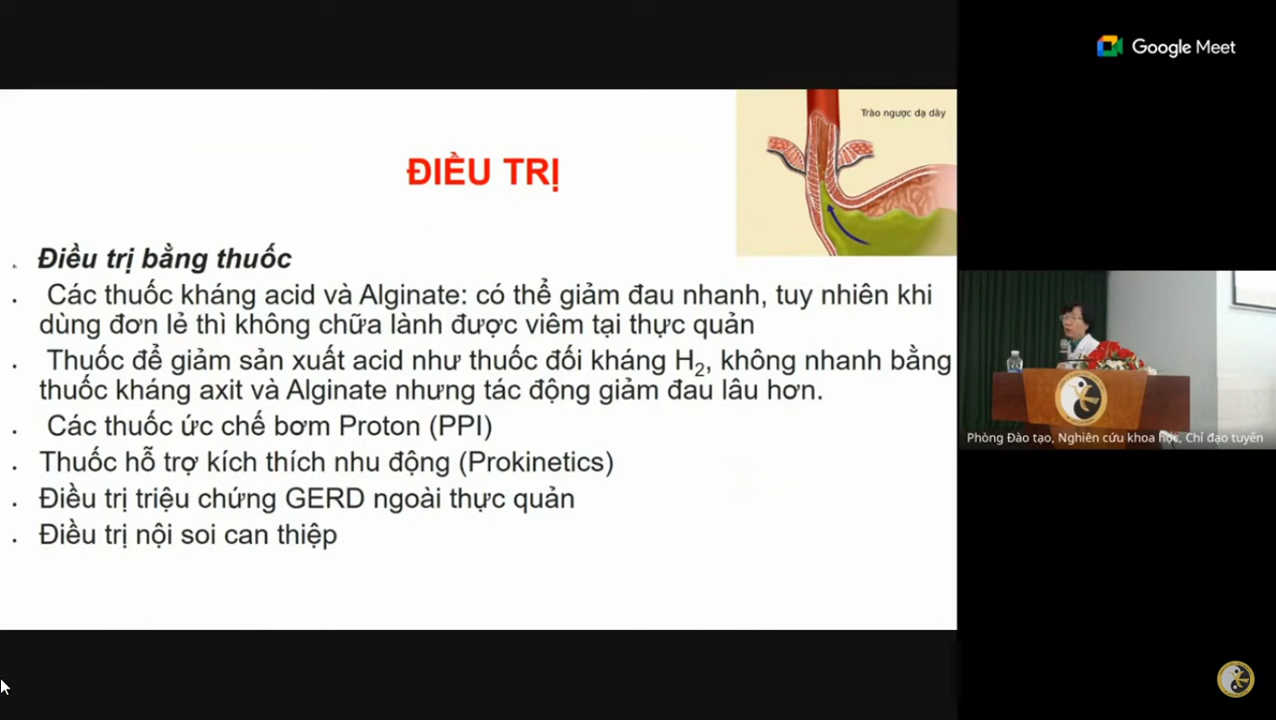 Google Meet
Trào ngược dạ dày
ĐIỀU TRỊ
Điều trị bằng thuốc
Các thuốc kháng acid và Alginate: có thể giảm đau nhanh, tuy nhiên khi
dùng đơn lẻ thì không chữa lành được viêm tại thực quản
Thuốc để giảm sản xuất acid như thuốc đối kháng H₂, không nhanh bằng
thuốc kháng axit và Alginate nhưng tác động giảm đau lâu hơn.
Các thuốc ức chế bơm Proton (PPI)
Thuốc hỗ trợ kích thích nhu động (Prokinetics)
Điều trị triệu chứng GERD ngoài thực quản
Điều trị nội soi can thiệp
Phòng Đào tạo, Nghiên cứu khoa học, Chỉ đạo tuyến